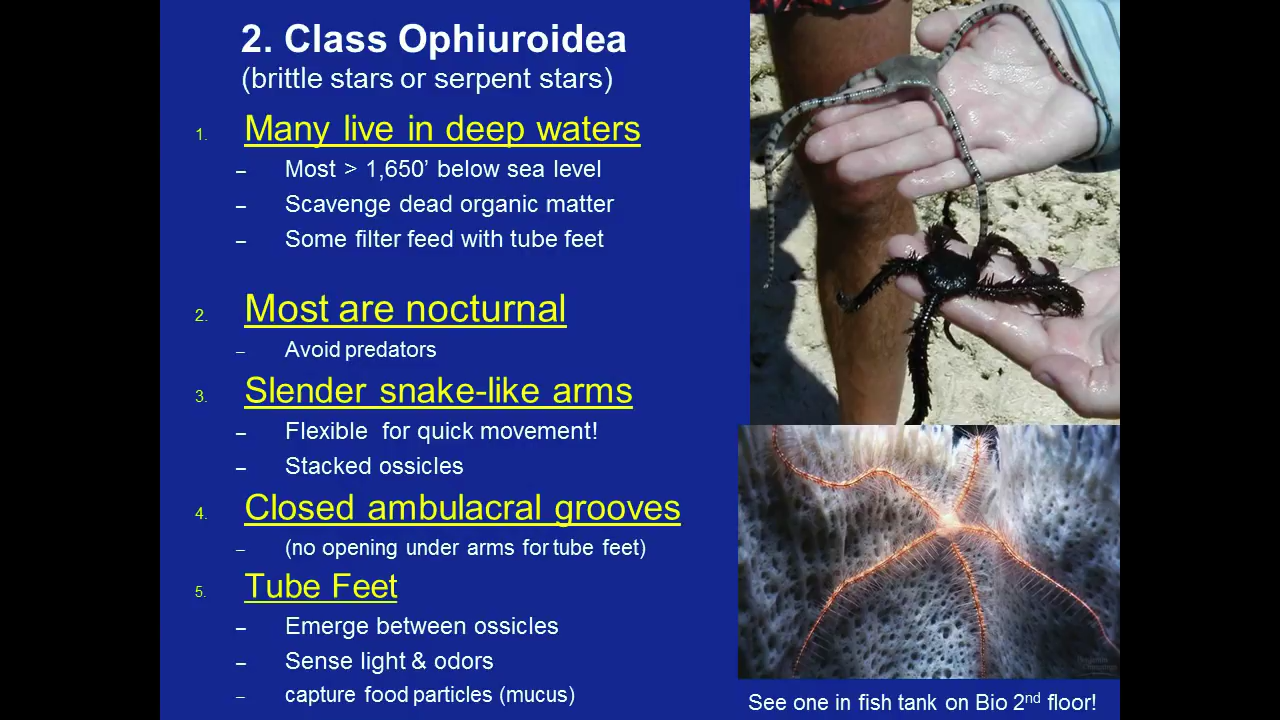 2. Class Ophiuroidea
(brittle stars or serpent stars)
1. Many live in deep waters
– Most > 1,650’ below sea level
– Scavenge dead organic matter
– Some filter feed with tube feet
2. Most are nocturnal
– Avoid predators
3. Slender snake-like arms
– Flexible for quick movement!
– Stacked ossicles
4. Closed ambulacral grooves
– (no opening under arms for tube feet)
5. Tube Feet
– Emerge between ossicles
– Sense light & odors
– capture food particles (mucus)
See one in fish tank on Bio 2nd floor!